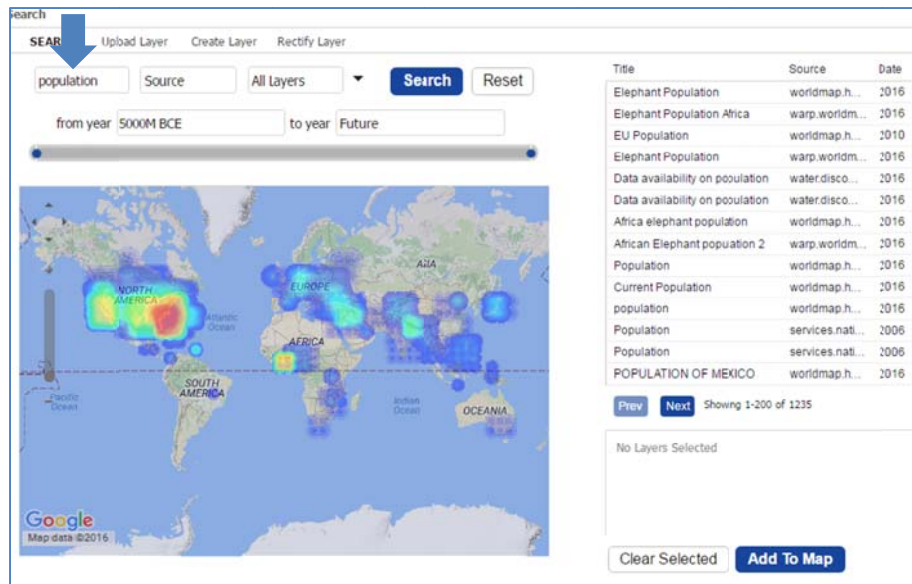 Search
SEAR Upload Layer Create Layer Rectify Layer
population Source All Layers Search Reset
from year 5000M BCE to year Future
Title Source Date
Elephant Population worldmap.h... 2016
Elephant Population Africa warp.worldm... 2016
EU Population worldmap.h... 2010
Elephant Population warp.worldm... 2016
Data availability on population water.disco... 2016
Data availability on population water.disco... 2016
Africa elephant population worldmap.h... 2016
African Elephant popuation 2 warp.worldm... 2016
Population worldmap.h... 2016
Current Population worldmap.h... 2016
population worldmap.h... 2016
Population services.nati... 2006
Population services.nati... 2006
POPULATION OF MEXICO worldmap.h... 2016
Prev Next Showng 1-200 of 1235
No Layers Selected
Clear Selected Add To Map
NORTH
AMERICA
Atlantic
Ocean
EUROPE
ASIA
AFRICA
SOUTH
AMERICA
Pacific
Ocean
Indian
Ocean
OCEANIA
Google
Map data ©2016